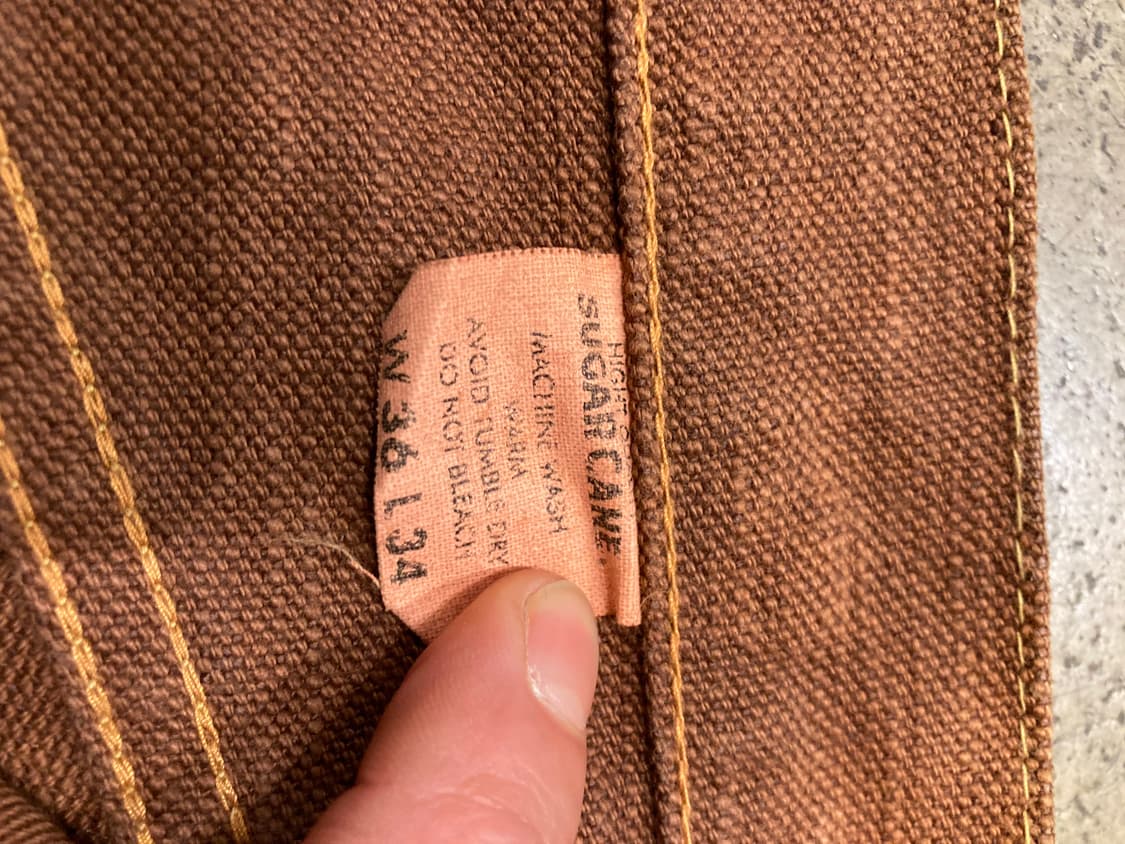 SUGAR CANE
MACHINE WASH
WARM
AVOID TUMBLE DRY
DO NOT BLEACH
W 36 L 34